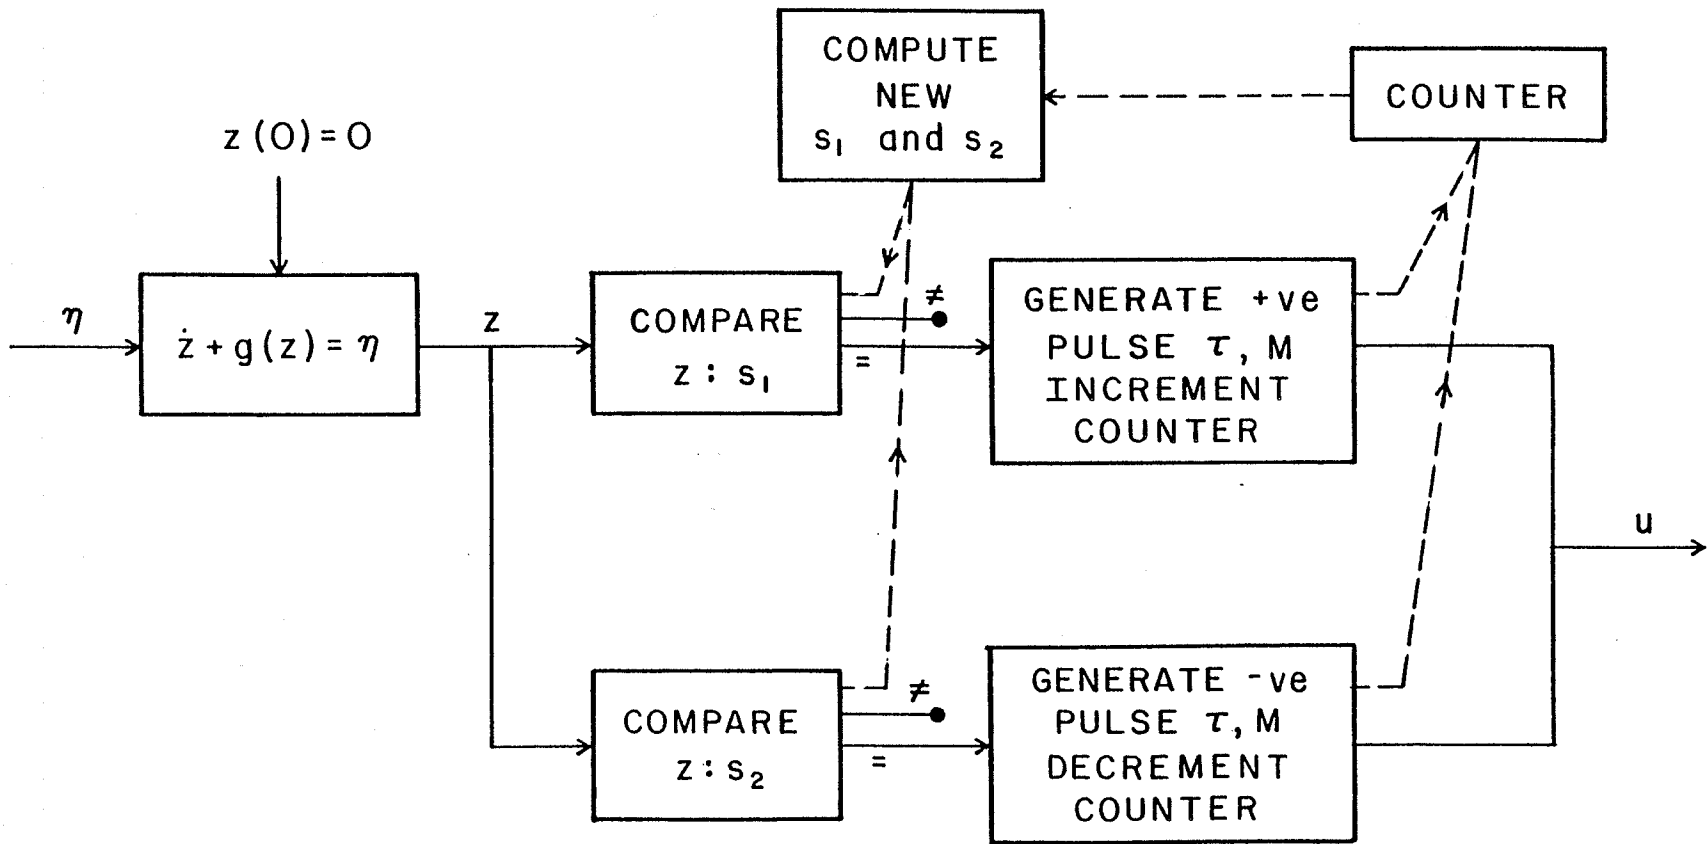 COMPUTE
NEW
s₁ and s₂
COUNTER
z (0) = 0
η
ż + g(z) = η
z
COMPARE
z : s₁
≠
=
GENERATE +ve
PULSE τ, M
INCREMENT
COUNTER
u
COMPARE
z : s₂
≠
=
GENERATE -ve
PULSE τ, M
DECREMENT
COUNTER